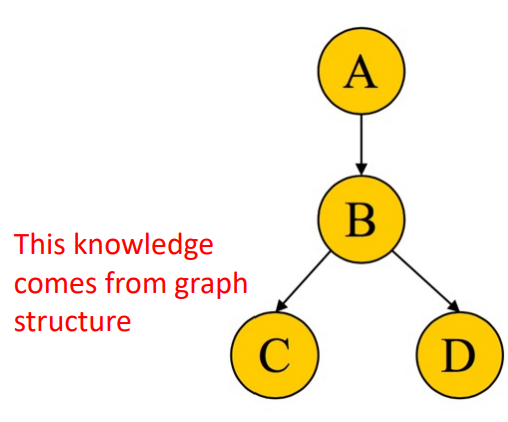 A
B
This knowledge
comes from graph
structure
C
D